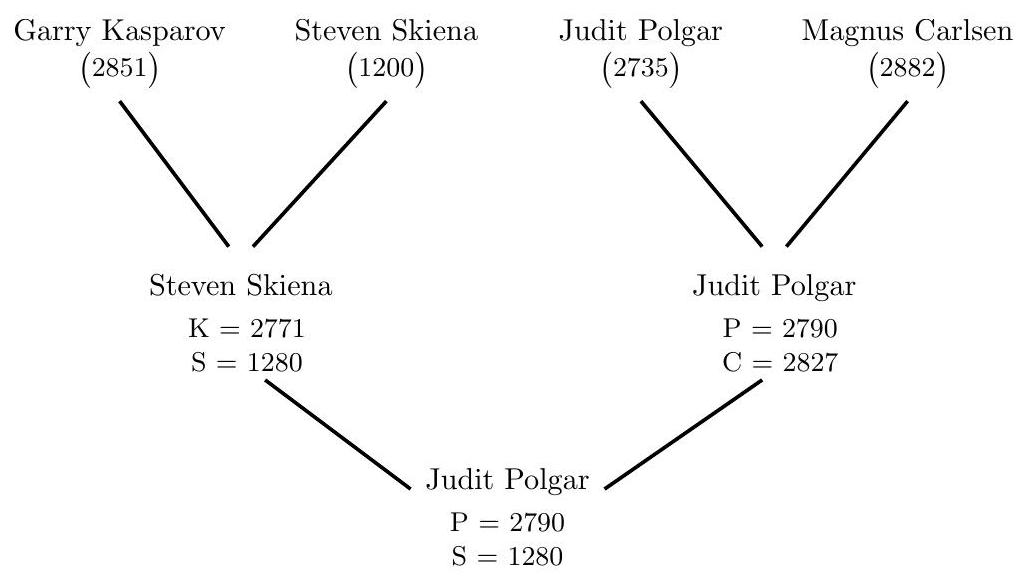 Garry Kasparov
(2851)
Steven Skiena
(1200)
Judit Polgar
(2735)
Magnus Carlsen
(2882)
Steven Skiena
K = 2771
S = 1280
Judit Polgar
P = 2790
C = 2827
Judit Polgar
P = 2790
S = 1280